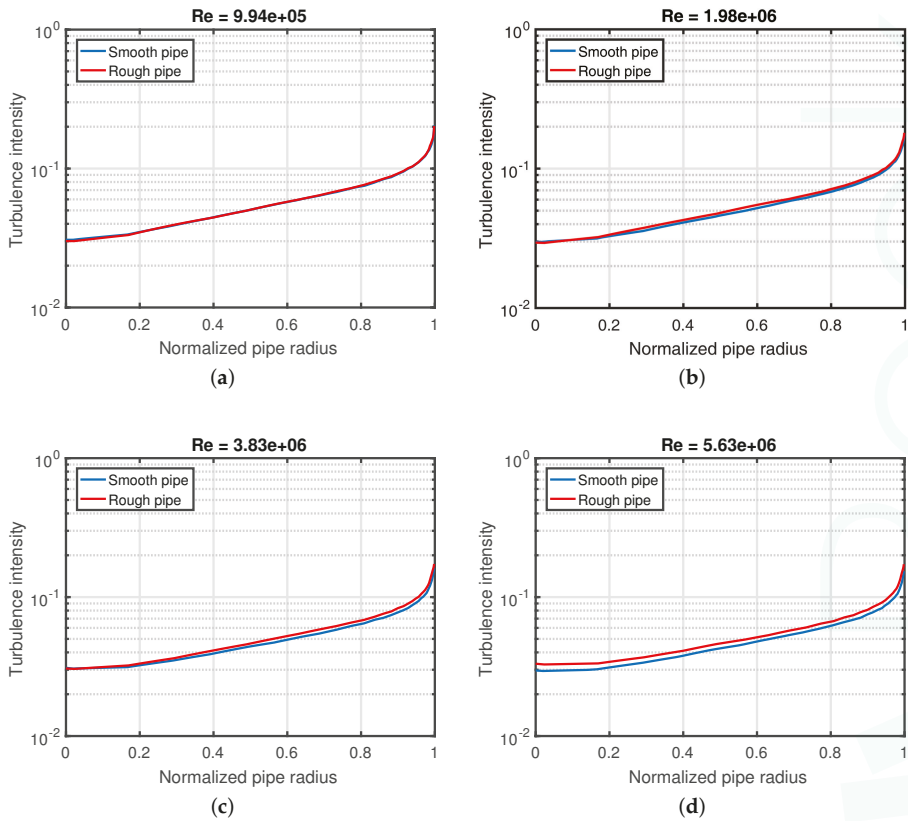 Re = 9.94e+05
10^0
Smooth pipe
Rough pipe
Turbulence intensity
10^-1
10^-2
0 0.2 0.4 0.6 0.8 1
Normalized pipe radius
(a)
Re = 1.98e+06
10^0
Smooth pipe
Rough pipe
Turbulence intensity
10^-1
10^-2
0 0.2 0.4 0.6 0.8 1
Normalized pipe radius
(b)
Re = 3.83e+06
10^0
Smooth pipe
Rough pipe
Turbulence intensity
10^-1
10^-2
0 0.2 0.4 0.6 0.8 1
Normalized pipe radius
(c)
Re = 5.63e+06
10^0
Smooth pipe
Rough pipe
Turbulence intensity
10^-1
10^-2
0 0.2 0.4 0.6 0.8 1
Normalized pipe radius
(d)